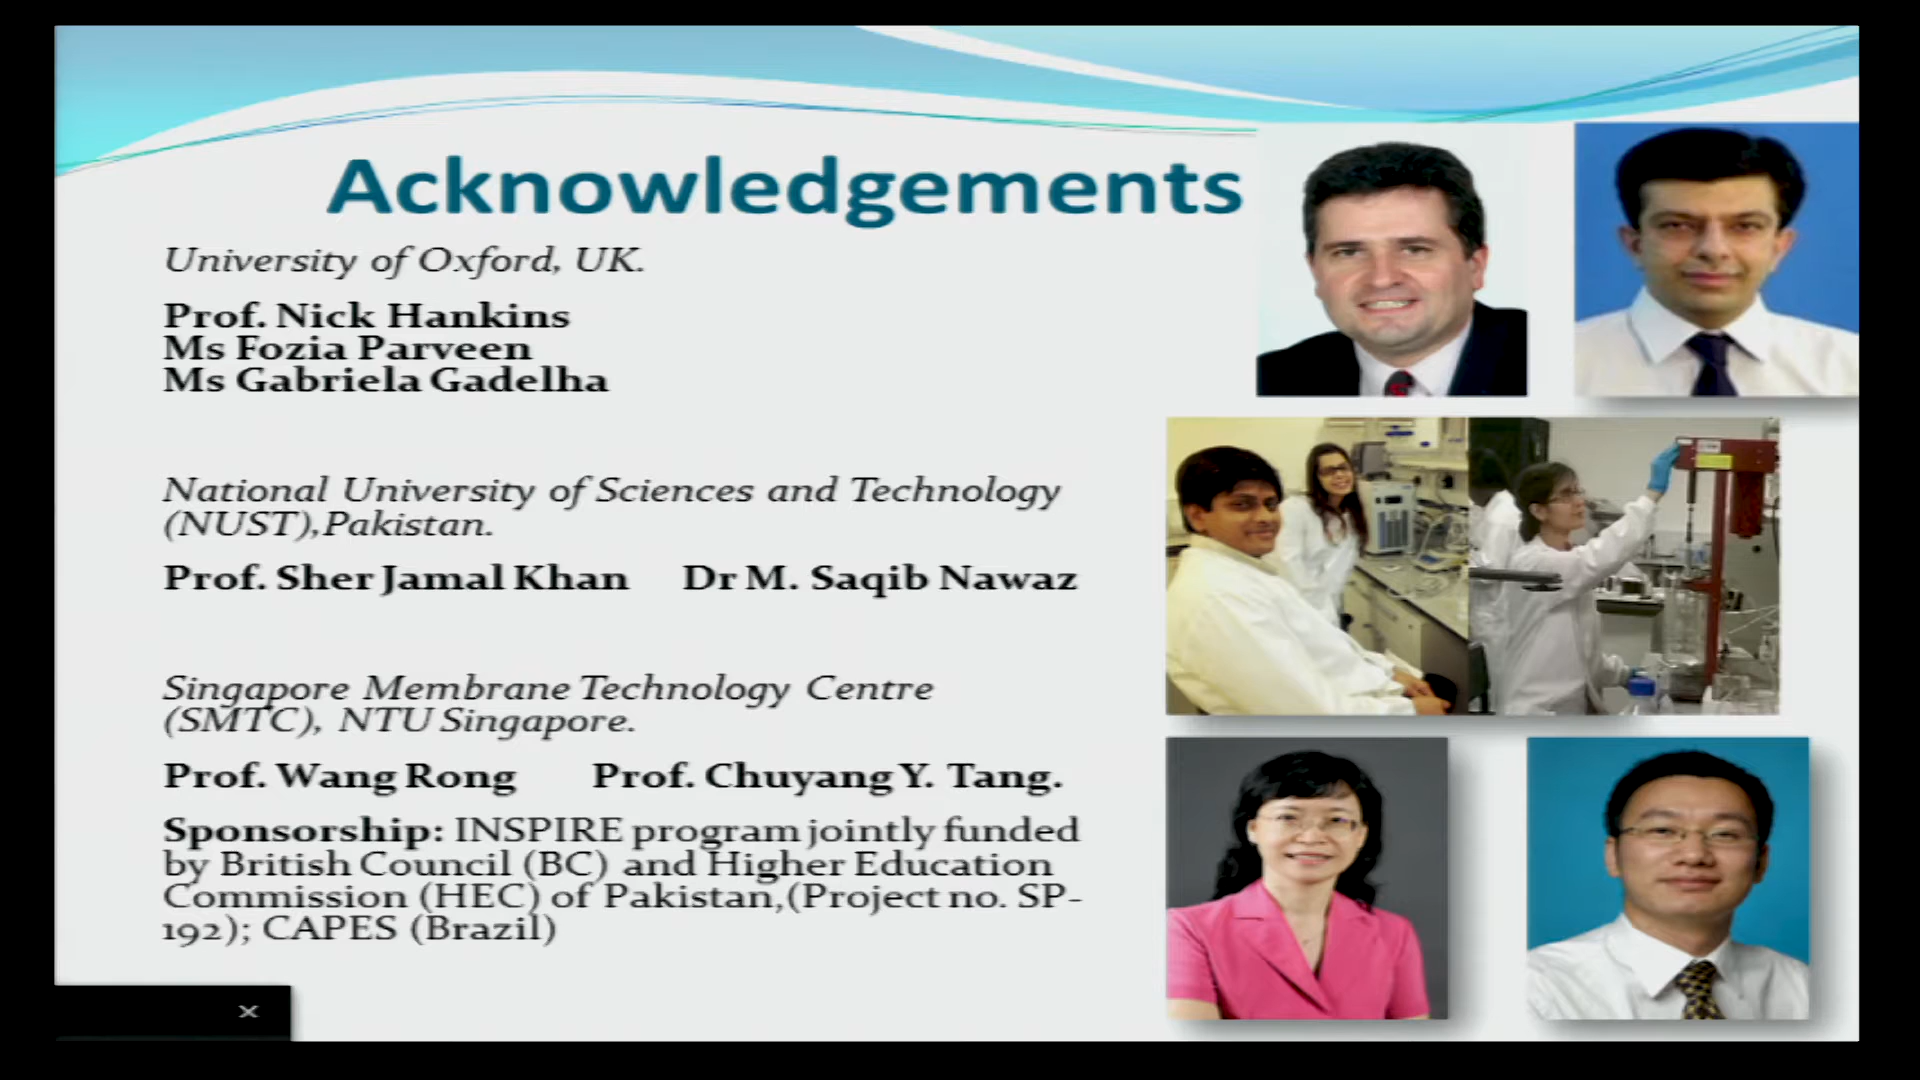 Acknowledgements
University of Oxford, UK.
Prof. Nick Hankins
Ms Fozia Parveen
Ms Gabriela Gadelha
National University of Sciences and Technology
(NUST),Pakistan.
Prof. Sher Jamal Khan Dr M. Saqib Nawaz
Singapore Membrane Technology Centre
(SMTC), NTU Singapore.
Prof. Wang Rong Prof. Chuyang Y. Tang.
Sponsorship: INSPIRE program jointly funded
by British Council (BC) and Higher Education
Commission (HEC) of Pakistan,(Project no. SP-
192); CAPES (Brazil)